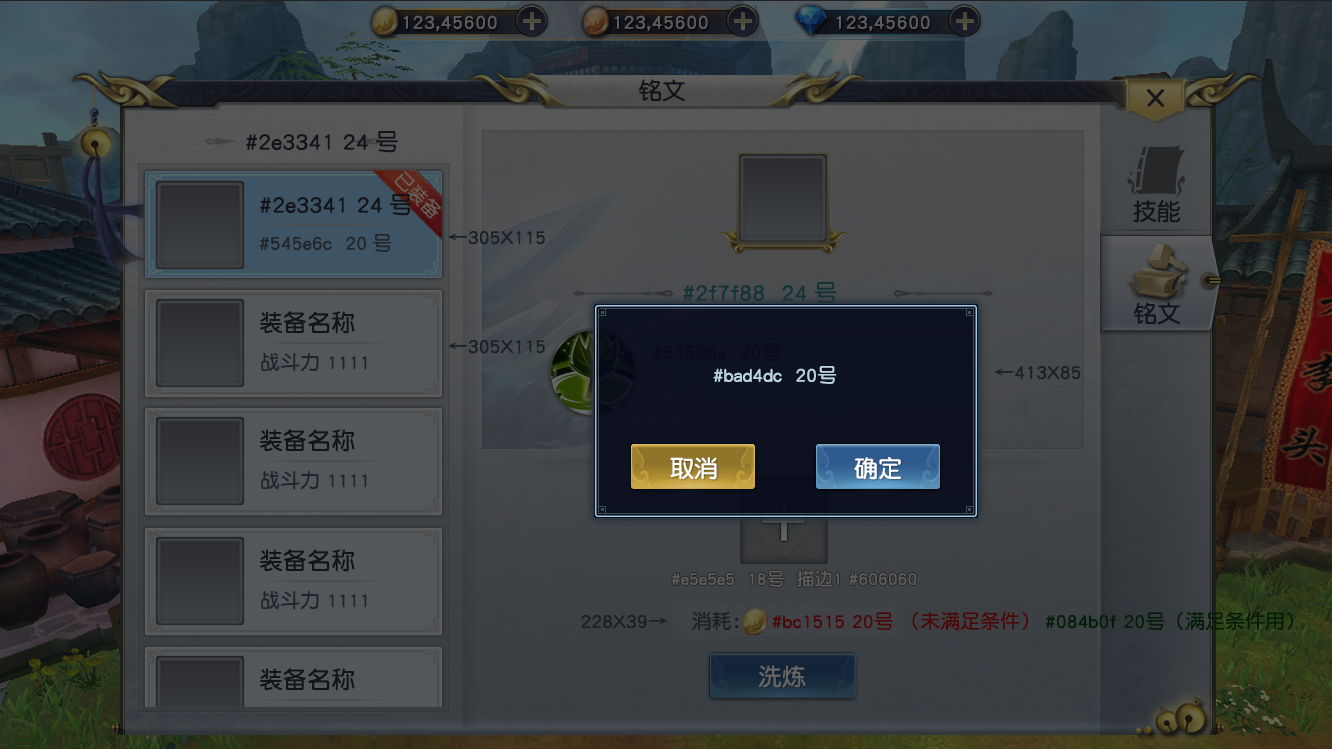 123,45600
123,45600
123,45600
铭文
#2e3341 24 号
#2e3341 24 号
#545e6c 20 号
已装备
←305X115
装备名称
战斗力 1111
←305X115
装备名称
战斗力 1111
装备名称
战斗力 1111
装备名称
#2f7f88 24 号
#54595e 20号
←413X85
#bad4dc 20号
取消
确定
#e5e5e5 18号 描边1 #606060
228X39→
消耗: #bc1515 20号 （未满足条件） #084b0f 20号（满足条件用）
洗炼
技能
铭文
李
头